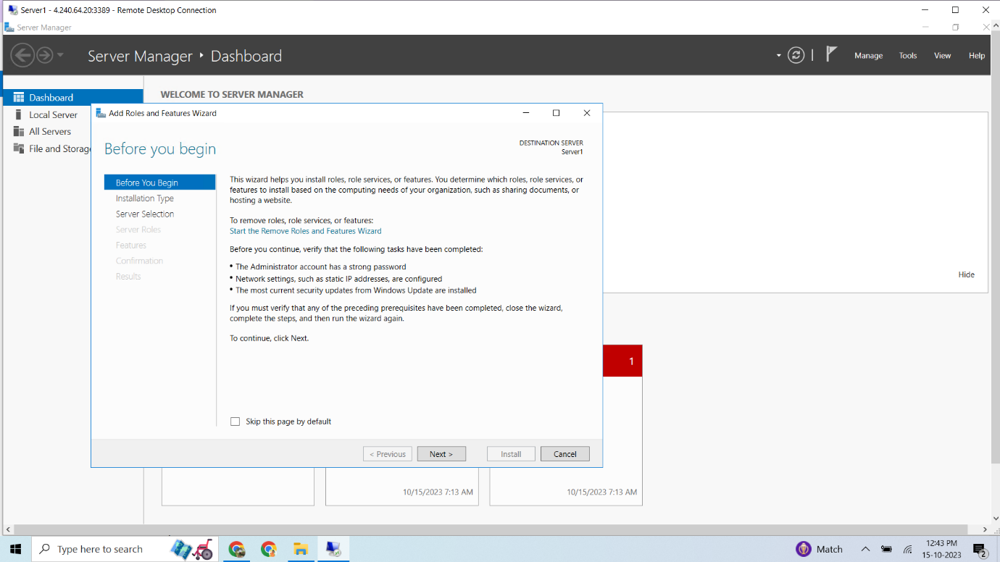 Server1 - 4.240.64.20:3389 - Remote Desktop Connection
Server Manager
Server Manager ‣ Dashboard
Manage Tools View Help
Dashboard
Local Server
All Servers
File and Storage
WELCOME TO SERVER MANAGER
Add Roles and Features Wizard
Before you begin
DESTINATION SERVER
Server1
Before You Begin
Installation Type
Server Selection
Server Roles
Features
Confirmation
Results
This wizard helps you install roles, role services, or features. You determine which roles, role services, or
features to install based on the computing needs of your organization, such as sharing documents, or
hosting a website.
To remove roles, role services, or features:
Start the Remove Roles and Features Wizard
Before you continue, verify that the following tasks have been completed:
• The Administrator account has a strong password
• Network settings, such as static IP addresses, are configured
• The most current security updates from Windows Update are installed
If you must verify that any of the preceding prerequisites have been completed, close the wizard,
complete the steps, and then run the wizard again.
To continue, click Next.
Skip this page by default
< Previous Next > Install Cancel
Hide
1
10/15/2023 7:13 AM
10/15/2023 7:13 AM
Type here to search
Match
12:43 PM
15-10-2023
2